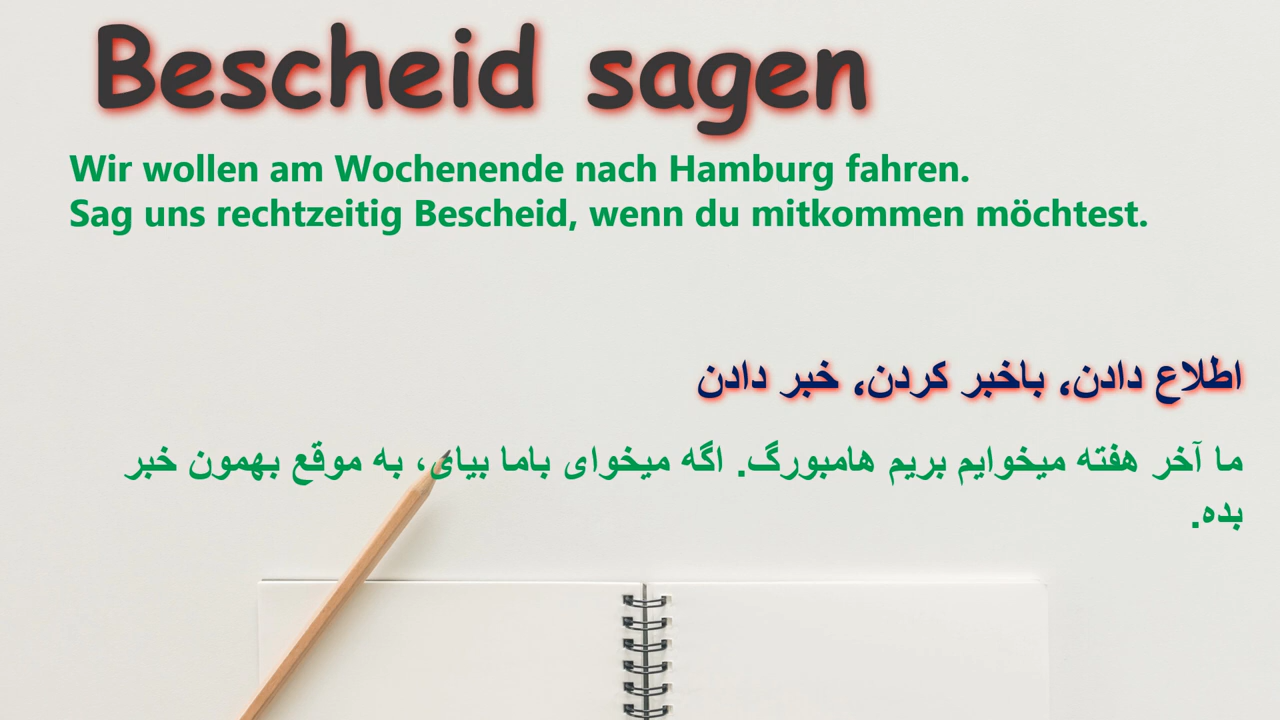 Bescheid sagen
Wir wollen am Wochenende nach Hamburg fahren.
Sag uns rechtzeitig Bescheid, wenn du mitkommen möchtest.
اطلاع دادن، باخبر کردن، خبر دادن
ما آخر هفته میخوایم بریم هامبورگ. اگه میخوای باما بیای، به موقع بهمون خبر
بده.